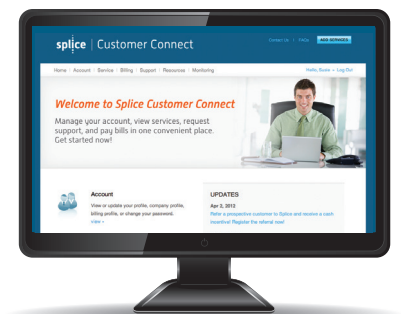 splice | Customer Connect
Contact Us • FAQs ADD SERVICES
Home | Account | Service | Billing | Support | Resources | Monitoring
Log Out
Welcome to Splice Customer Connect
Manage your account, view services, request
support, and pay bills in one convenient place.
Get started now!
Account
View or update your profile, company profile,
billing profile, or change your password.
view »
UPDATES
Apr 2, 2012
Refer a prospective customer to Splice and receive a cash
incentive! Register the referral now!